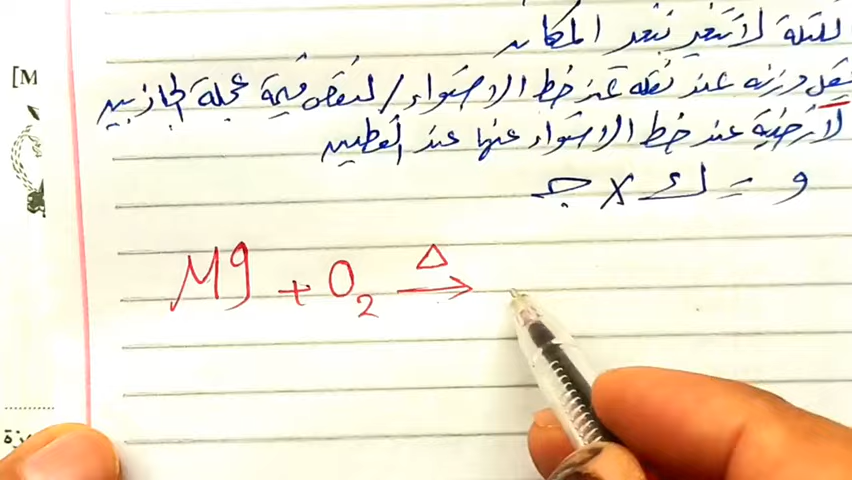 الكتلة لا تتغير بتغير المكان
يقل وزنه عند نقله عند خط الاستواء / لنقص قيمة عجلة الجاذبية
الأرضية عند خط الاستواء عنها عند القطبين
و = ك × جـ
Mg + O2 Δ→
[M